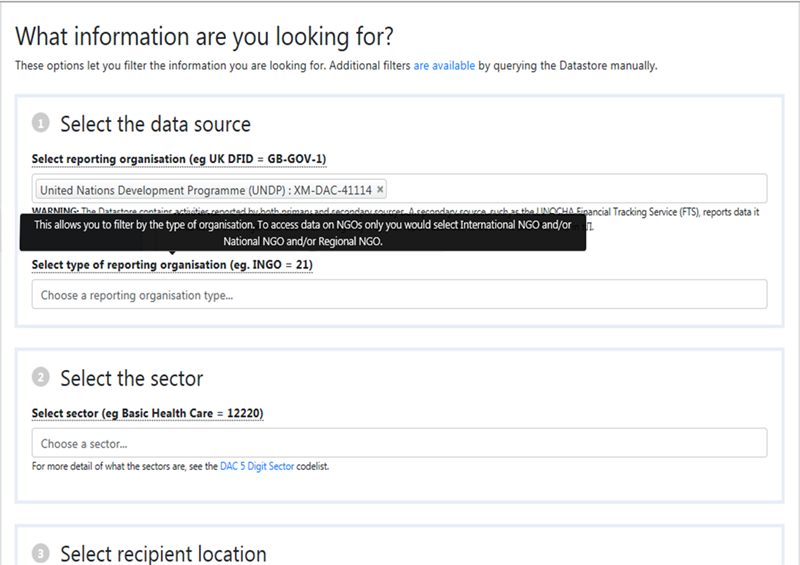 What information are you looking for?
These options let you filter the information you are looking for. Additional filters are available by querying the Datastore manually.
1 Select the data source
Select reporting organisation (eg UK DFID = GB-GOV-1)
United Nations Development Programme (UNDP) : XM-DAC-41114 ×
WARNING: The Datastore contains activities reported by both primary and secondary sources. A secondary source, such as the UNOCHA Financial Tracking Service (FTS), reports data it
This allows you to filter by the type of organisation. To access data on NGOs only you would select International NGO and/or
National NGO and/or Regional NGO.
Select type of reporting organisation (eg. INGO = 21)
Choose a reporting organisation type...
2 Select the sector
Select sector (eg Basic Health Care = 12220)
Choose a sector...
For more detail of what the sectors are, see the DAC 5 Digit Sector codelist.
3 Select recipient location